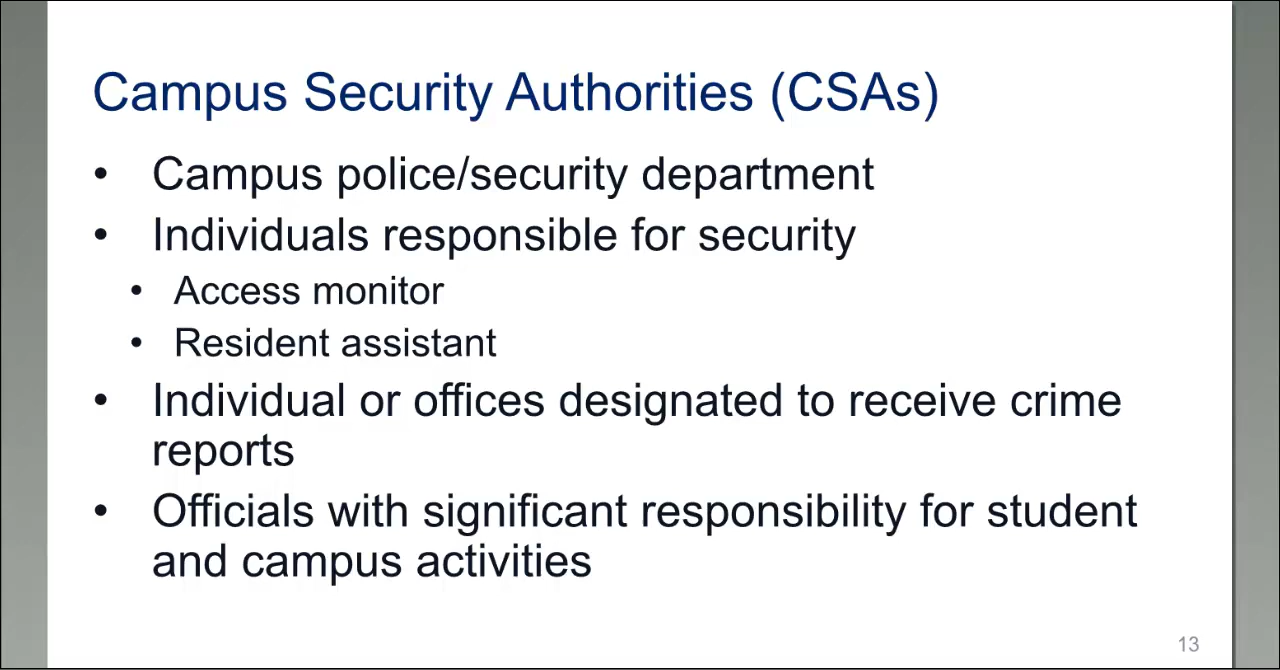 Campus Security Authorities (CSAs)
• Campus police/security department
• Individuals responsible for security
• Access monitor
• Resident assistant
• Individual or offices designated to receive crime
reports
• Officials with significant responsibility for student
and campus activities
13